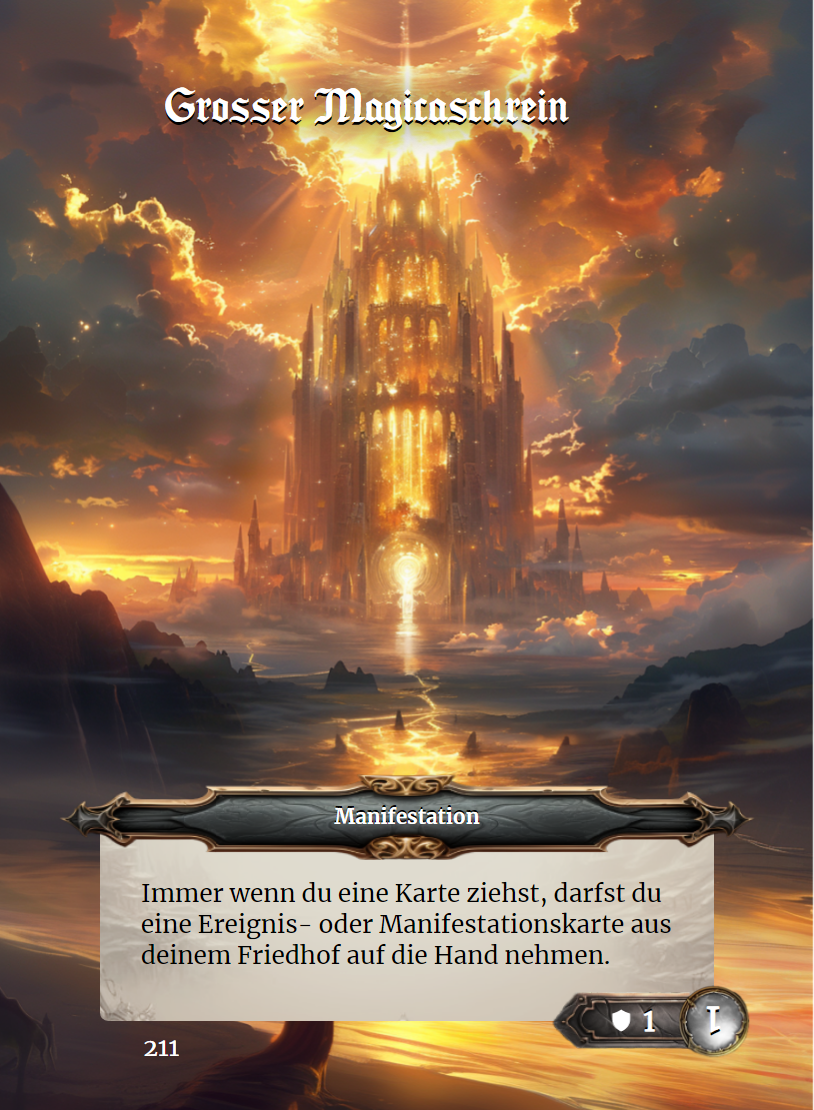 Grosser Magicaschrein
Manifestation
Immer wenn du eine Karte ziehst, darfst du
eine Ereignis- oder Manifestationskarte aus
deinem Friedhof auf die Hand nehmen.
1
211